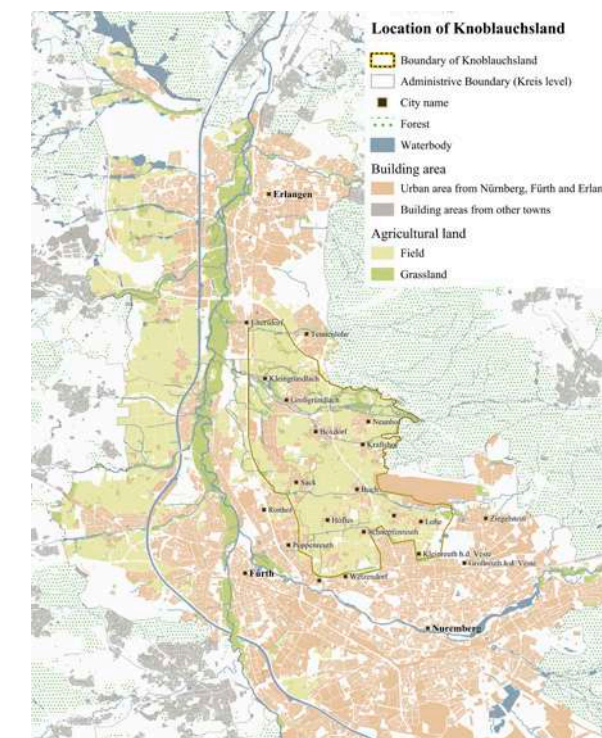 Location of Knoblauchsland
Boundary of Knoblauchsland
Administrive Boundary (Kreis level)
City name
Forest
Waterbody
Building area
Urban area from Nürnberg, Fürth and Erlan
Building areas from other towns
Agricultural land
Field
Grassland
Erlangen
Eltersdorf
Tennenlohe
Kleingründlach
Großgründlach
Neunhof
Boxdorf
Kraftshof
Sack
Buch
Ronhof
Höfles
Lohe
Ziegelstein
Schnepfenreuth
Poppenreuth
Kleinreuth h.d. Veste
Großreuth h.d. Veste
Fürth
Wetzendorf
Nuremberg